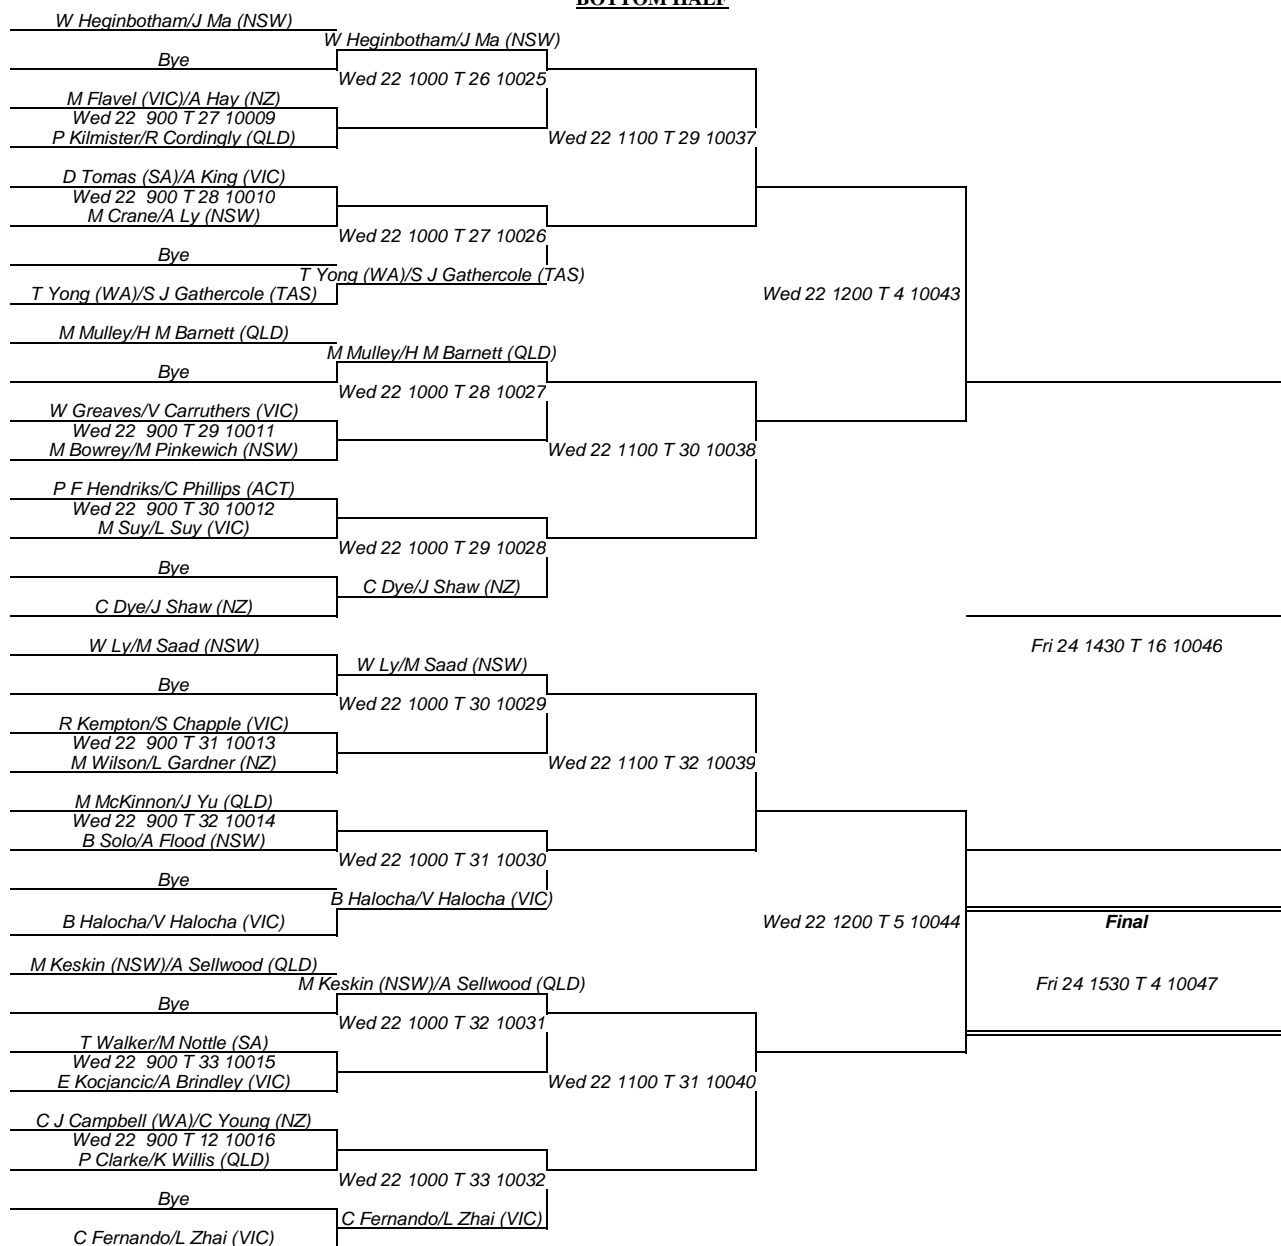 BOTTOM HALF
W Heginbotham/J Ma (NSW)
W Heginbotham/J Ma (NSW)
Bye
Wed 22 1000 T 26 10025
M Flavel (VIC)/A Hay (NZ)
Wed 22 900 T 27 10009
P Kilmister/R Cordingly (QLD)
Wed 22 1100 T 29 10037
D Tomas (SA)/A King (VIC)
Wed 22 900 T 28 10010
M Crane/A Ly (NSW)
Wed 22 1000 T 27 10026
Bye
T Yong (WA)/S J Gathercole (TAS)
T Yong (WA)/S J Gathercole (TAS)
Wed 22 1200 T 4 10043
M Mulley/H M Barnett (QLD)
M Mulley/H M Barnett (QLD)
Bye
Wed 22 1000 T 28 10027
W Greaves/V Carruthers (VIC)
Wed 22 900 T 29 10011
M Bowrey/M Pinkewich (NSW)
Wed 22 1100 T 30 10038
P F Hendriks/C Phillips (ACT)
Wed 22 900 T 30 10012
M Suy/L Suy (VIC)
Wed 22 1000 T 29 10028
Bye
C Dye/J Shaw (NZ)
C Dye/J Shaw (NZ)
W Ly/M Saad (NSW)
Fri 24 1430 T 16 10046
W Ly/M Saad (NSW)
Bye
Wed 22 1000 T 30 10029
R Kempton/S Chapple (VIC)
Wed 22 900 T 31 10013
M Wilson/L Gardner (NZ)
Wed 22 1100 T 32 10039
M McKinnon/J Yu (QLD)
Wed 22 900 T 32 10014
B Solo/A Flood (NSW)
Wed 22 1000 T 31 10030
Bye
B Halocha/V Halocha (VIC)
B Halocha/V Halocha (VIC)
Wed 22 1200 T 5 10044
Final
M Keskin (NSW)/A Sellwood (QLD)
M Keskin (NSW)/A Sellwood (QLD)
Fri 24 1530 T 4 10047
Bye
Wed 22 1000 T 32 10031
T Walker/M Nottle (SA)
Wed 22 900 T 33 10015
E Kocjancic/A Brindley (VIC)
Wed 22 1100 T 31 10040
C J Campbell (WA)/C Young (NZ)
Wed 22 900 T 12 10016
P Clarke/K Willis (QLD)
Wed 22 1000 T 33 10032
Bye
C Fernando/L Zhai (VIC)
C Fernando/L Zhai (VIC)